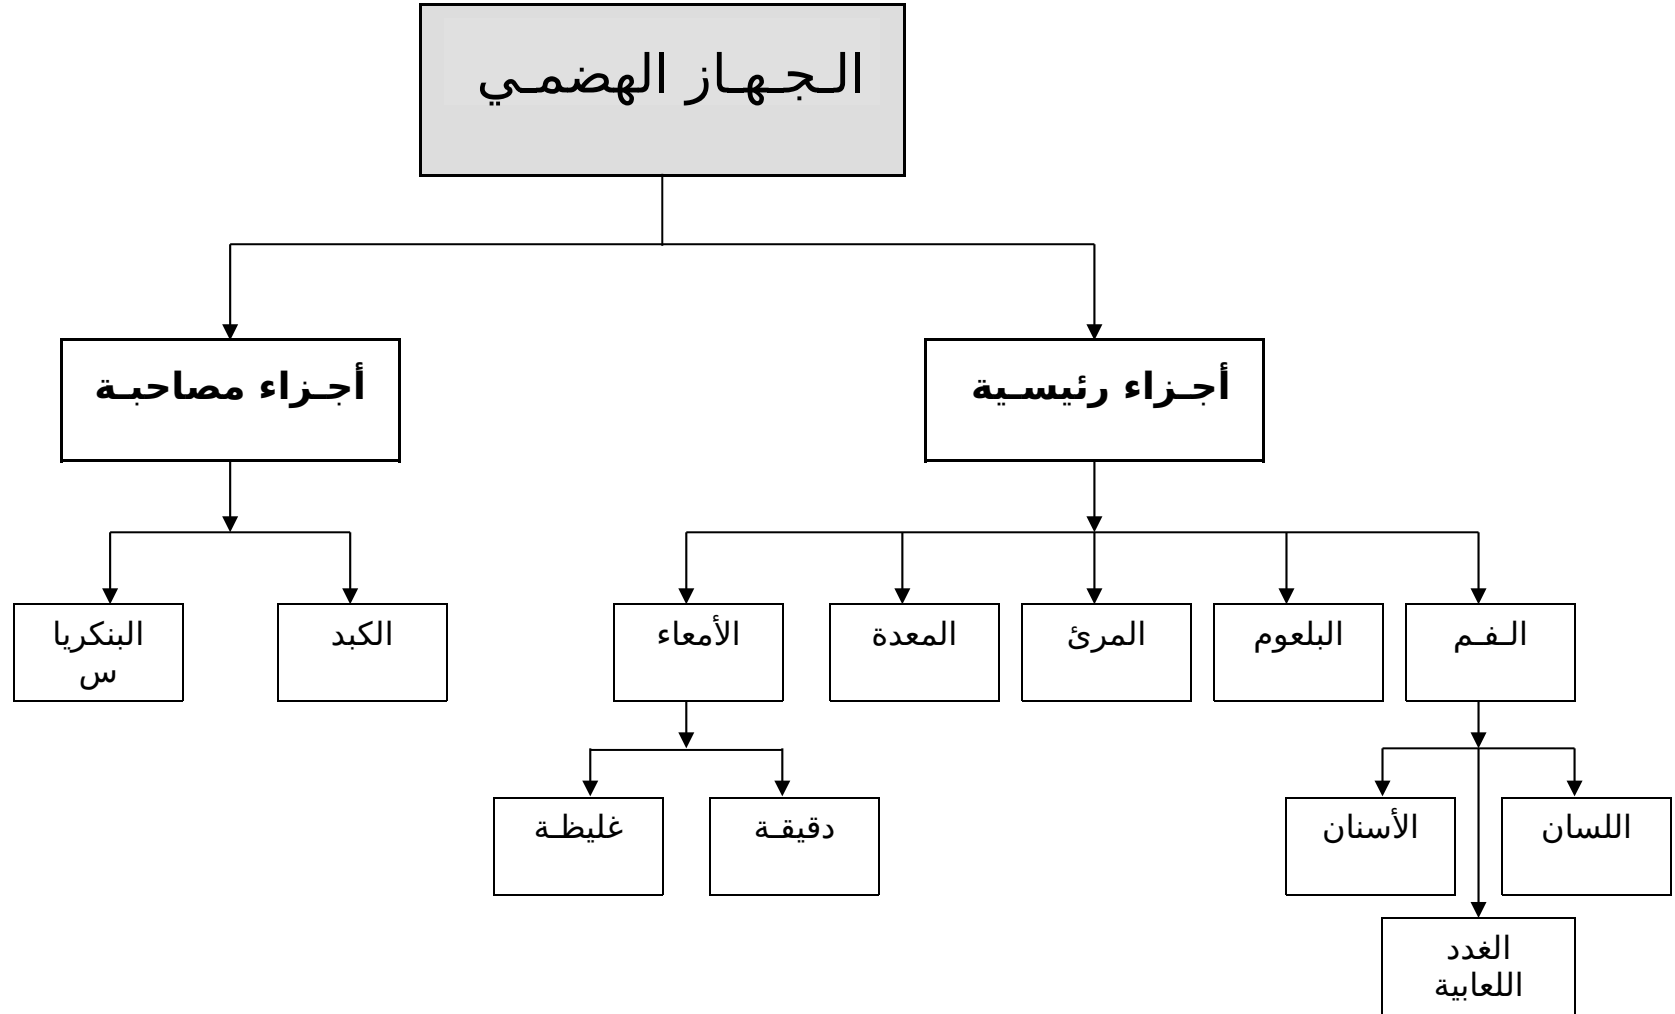 الـجـهـاز الهضمـي
أجـزاء رئيسـية
أجـزاء مصاحبـة
الـفـم
البلعوم
المرئ
المعدة
الأمعاء
الكبد
البنكريا
س
اللسان
الأسنان
دقيقـة
غليظـة
الغدد
اللعابية